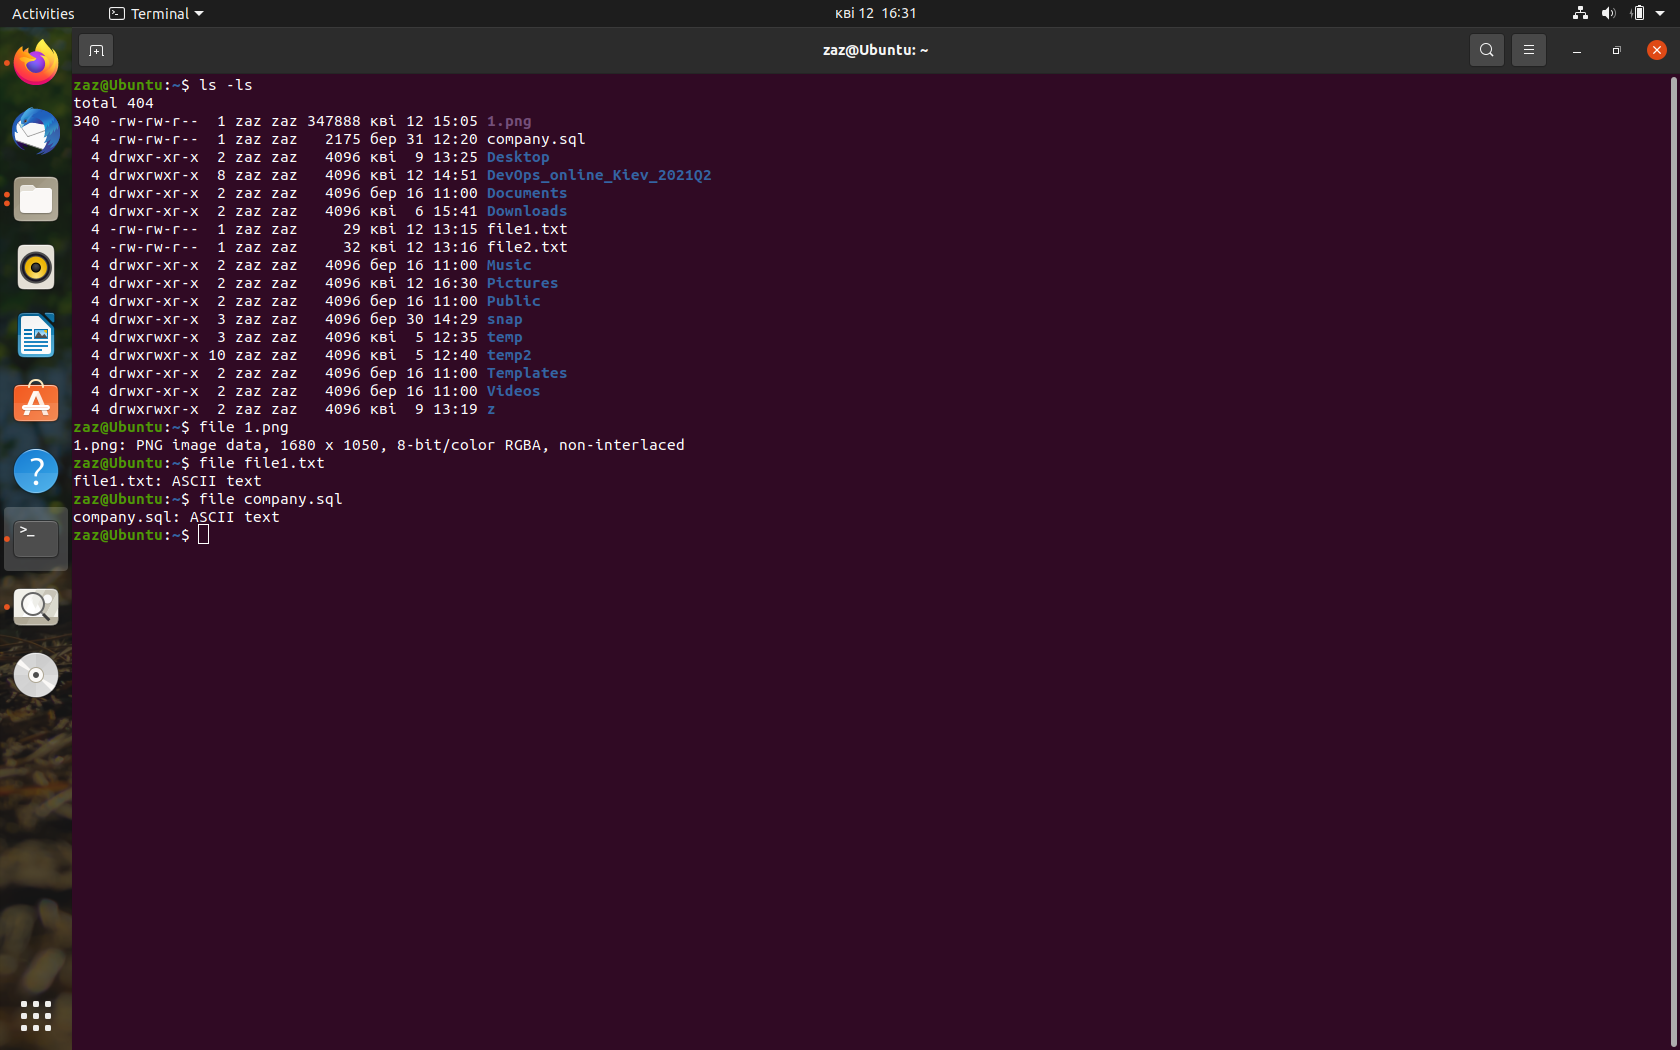 Activities Terminal кві 12 16:31
zaz@Ubuntu: ~
zaz@Ubuntu:~$ ls -ls
total 404
340 -rw-rw-r--  1 zaz zaz 347888 кві 12 15:05 1.png
  4 -rw-rw-r--  1 zaz zaz   2175 бер 31 12:20 company.sql
  4 drwxr-xr-x  2 zaz zaz   4096 кві  9 13:25 Desktop
  4 drwxrwxr-x  8 zaz zaz   4096 кві 12 14:51 DevOps_online_Kiev_2021Q2
  4 drwxr-xr-x  2 zaz zaz   4096 бер 16 11:00 Documents
  4 drwxr-xr-x  2 zaz zaz   4096 кві  6 15:41 Downloads
  4 -rw-rw-r--  1 zaz zaz     29 кві 12 13:15 file1.txt
  4 -rw-rw-r--  1 zaz zaz     32 кві 12 13:16 file2.txt
  4 drwxr-xr-x  2 zaz zaz   4096 бер 16 11:00 Music
  4 drwxr-xr-x  2 zaz zaz   4096 кві 12 16:30 Pictures
  4 drwxr-xr-x  2 zaz zaz   4096 бер 16 11:00 Public
  4 drwxr-xr-x  3 zaz zaz   4096 бер 30 14:29 snap
  4 drwxrwxr-x  3 zaz zaz   4096 кві  5 12:35 temp
  4 drwxrwxr-x 10 zaz zaz   4096 кві  5 12:40 temp2
  4 drwxr-xr-x  2 zaz zaz   4096 бер 16 11:00 Templates
  4 drwxr-xr-x  2 zaz zaz   4096 бер 16 11:00 Videos
  4 drwxrwxr-x  2 zaz zaz   4096 кві  9 13:19 z
zaz@Ubuntu:~$ file 1.png
1.png: PNG image data, 1680 x 1050, 8-bit/color RGBA, non-interlaced
zaz@Ubuntu:~$ file file1.txt
file1.txt: ASCII text
zaz@Ubuntu:~$ file company.sql
company.sql: ASCII text
zaz@Ubuntu:~$